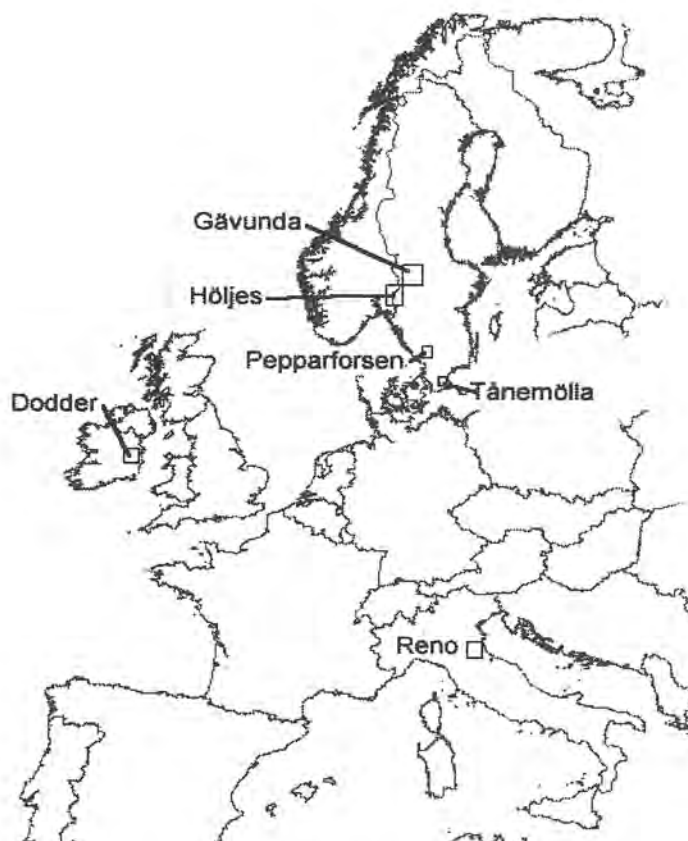 Gävunda
Höljes
Pepparforsen
Tånemölla
Dodder
Reno